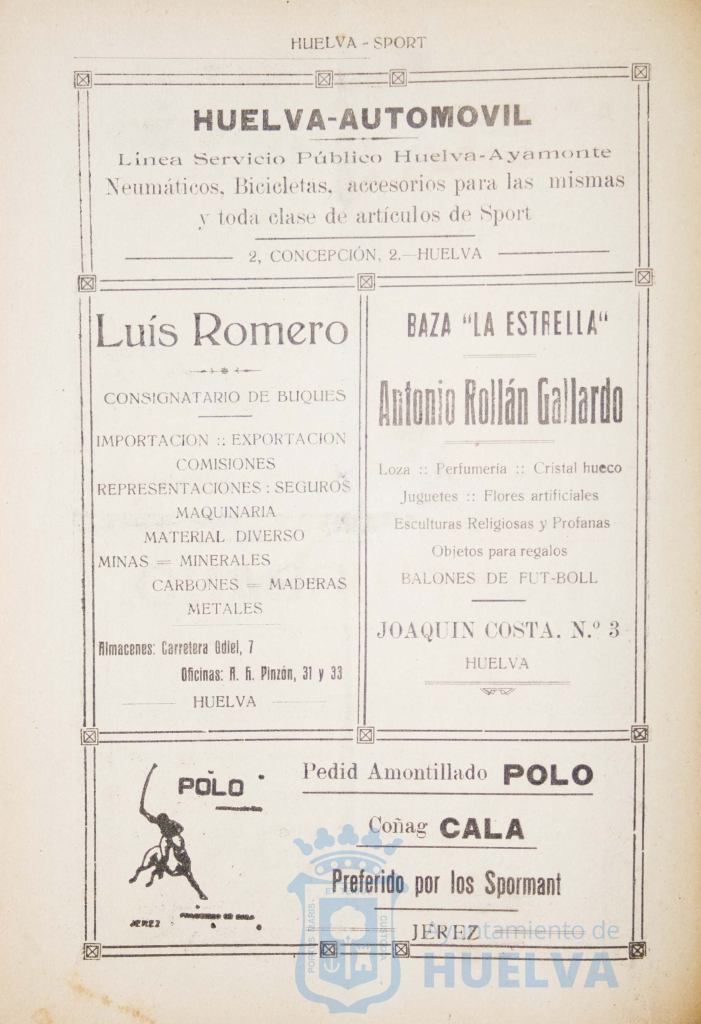 HUELVA - SPORT
HUELVA-AUTOMOVIL
Línea Servicio Público Huelva-Ayamonte
Neumáticos, Bicicletas, accesorios para las mismas
y toda clase de artículos de Sport
2, CONCEPCIÓN, 2.—HUELVA
Luís Romero
CONSIGNATARIO DE BUQUES
IMPORTACION :: EXPORTACION
COMISIONES
REPRESENTACIONES : SEGUROS
MAQUINARIA
MATERIAL DIVERSO
MINAS = MINERALES
CARBONES = MADERAS
METALES
Almacenes: Carretera Odiel, 7
Oficinas: A. H. Pinzón, 31 y 33
HUELVA
BAZA "LA ESTRELLA"
Antonio Rollán Gallardo
Loza :: Perfumería :: Cristal hueco
Juguetes :: Flores artificiales
Esculturas Religiosas y Profanas
Objetos para regalos
BALONES DE FUT-BOLL
JOAQUIN COSTA. N.º 3
HUELVA
POLO
JEREZ
Pedid Amontillado POLO
Coñag CALA
Preferido por los Spormant
JEREZ
Ayuntamiento de
HUELVA